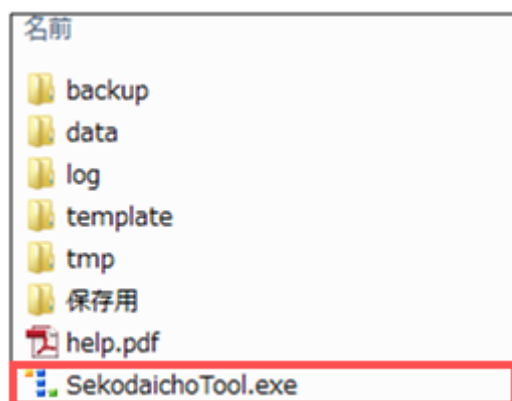 名前
backup
data
log
template
tmp
保存用
help.pdf
SekodaichoTool.exe